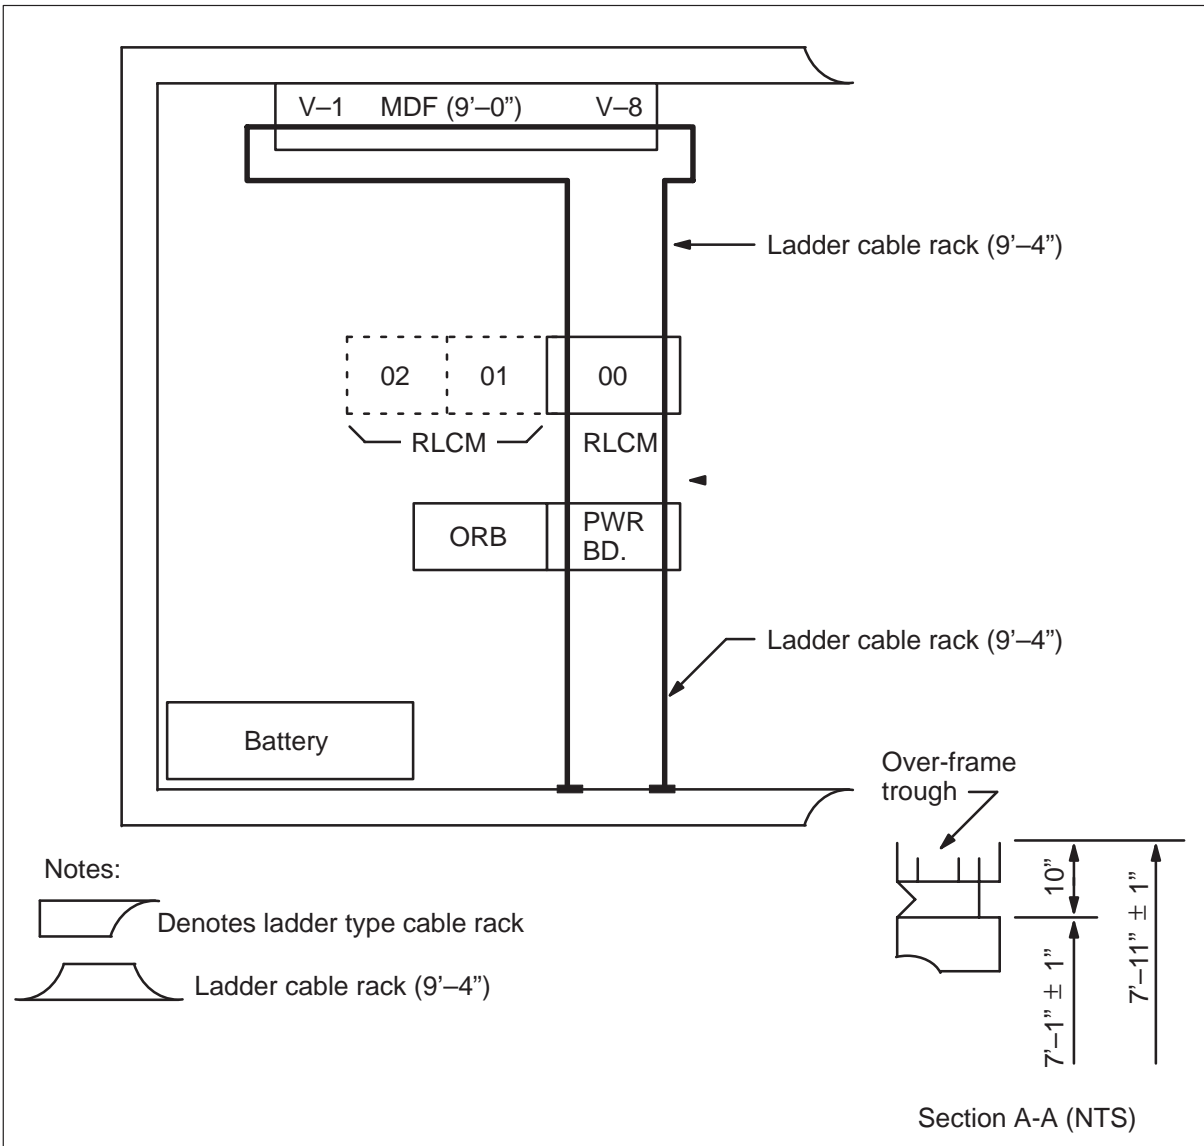 V–1 MDF (9’–0”) V–8
Ladder cable rack (9’–4”)
02 01 00
RLCM RLCM
ORB PWR
BD.
Ladder cable rack (9’–4”)
Battery
Over-frame
trough
Notes:
Denotes ladder type cable rack
Ladder cable rack (9’–4”)
10”
7’–1” ± 1”
7’–11” ± 1”
Section A-A (NTS)